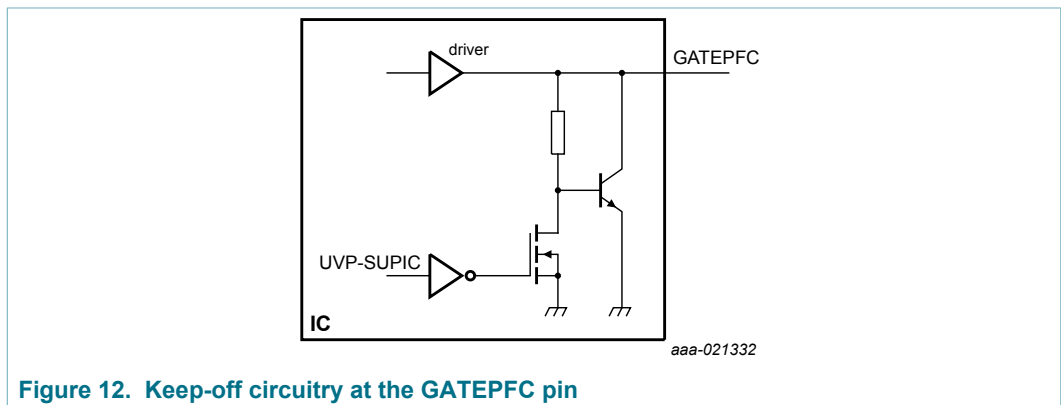 driver
GATEPFC
UVP-SUPIC
IC
aaa-021332
Figure 12. Keep-off circuitry at the GATEPFC pin